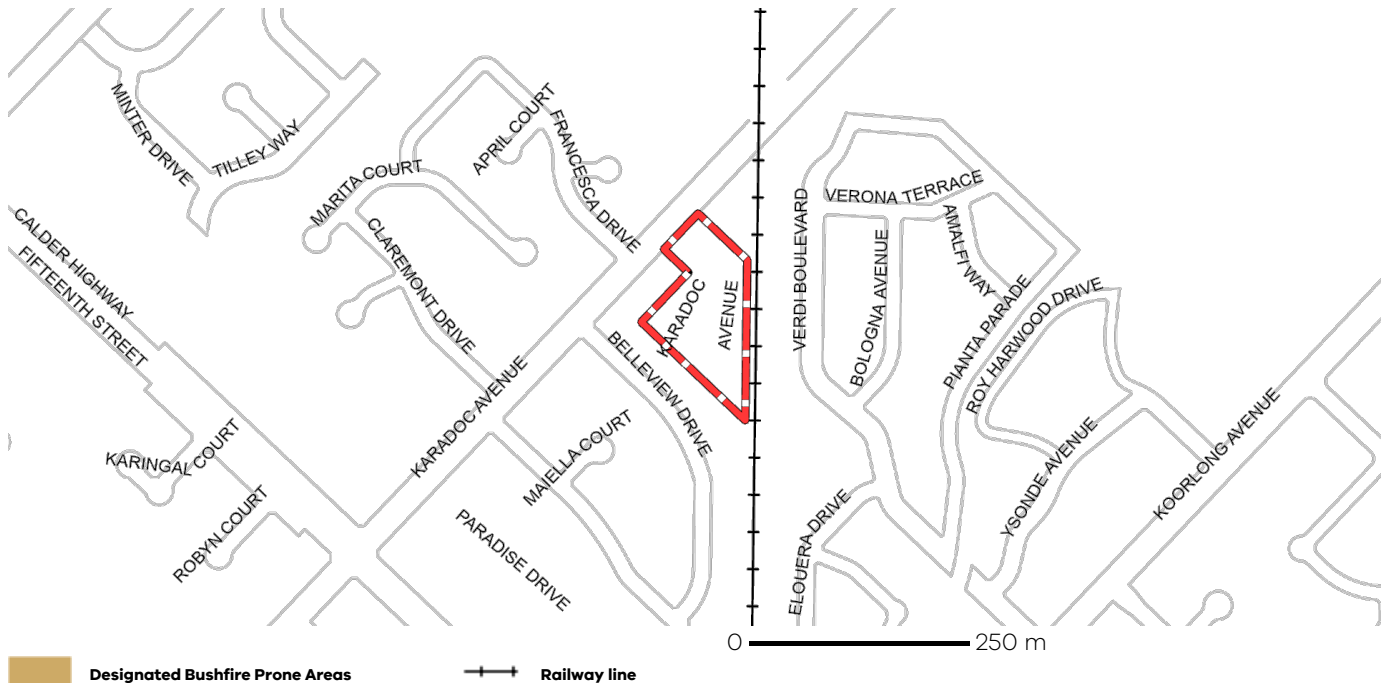 MINTER DRIVE
TILLEY WAY
MARITA COURT
APRIL COURT
FRANCESCA DRIVE
CALDER HIGHWAY
FIFTEENTH STREET
CLAREMONT DRIVE
KARADOC
AVENUE
VERDI BOULEVARD
VERONA TERRACE
BOLOGNA AVENUE
AMALFI WAY
PIANTA PARADE
ROY HARWOOD DRIVE
BELLEVIEW DRIVE
KARADOC AVENUE
MAIELLA COURT
KARINGAL COURT
ROBYN COURT
PARADISE DRIVE
ELOUERA DRIVE
YSONDE AVENUE
KOORLONG AVENUE
0 250 m
Designated Bushfire Prone Areas
Railway line